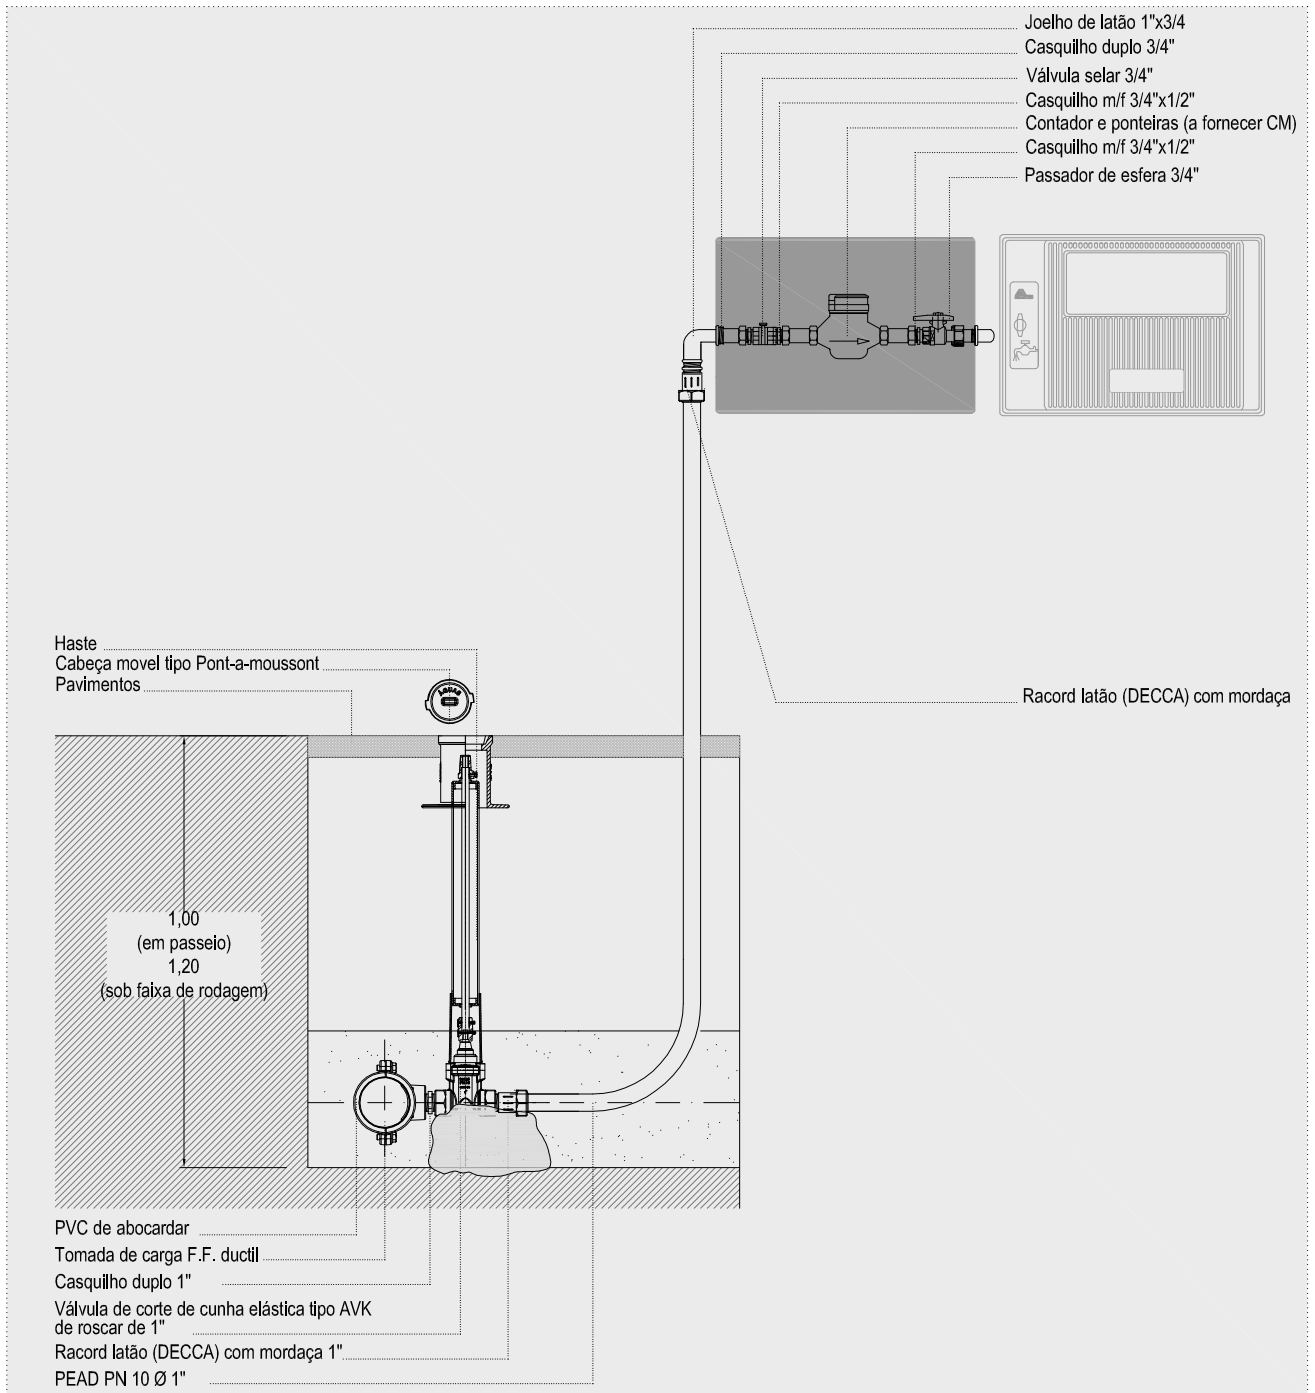 Joelho de latão 1"x3/4
Casquilho duplo 3/4"
Válvula selar 3/4"
Casquilho m/f 3/4"x1/2"
Contador e ponteiras (a fornecer CM)
Casquilho m/f 3/4"x1/2"
Passador de esfera 3/4"
Haste
Cabeça movel tipo Pont-a-moussont
Pavimentos
AGUAS
Racord latão (DECCA) com mordaça
1,00
(em passeio)
1,20
(sob faixa de rodagem)
PVC de abocardar
Tomada de carga F.F. ductil
Casquilho duplo 1"
Válvula de corte de cunha elástica tipo AVK
de roscar de 1"
Racord latão (DECCA) com mordaça 1"
PEAD PN 10 Ø 1"